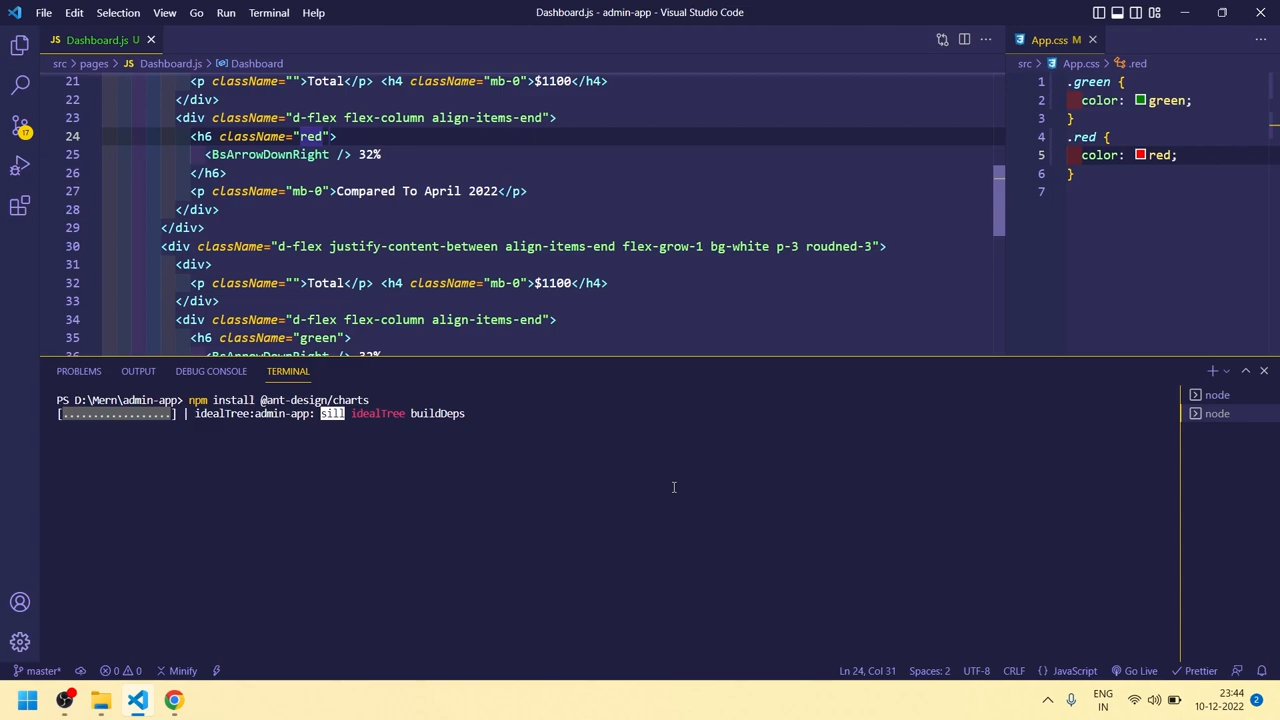 File Edit Selection View Go Run Terminal Help
Dashboard.js - admin-app - Visual Studio Code
JS Dashboard.js U
src > pages > JS Dashboard.js > Dashboard
21 <p className="">Total</p> <h4 className="mb-0">$1100</h4>
22 </div>
23 <div className="d-flex flex-column align-items-end">
24 <h6 className="red">
25 <BsArrowDownRight /> 32%
26 </h6>
27 <p className="mb-0">Compared To April 2022</p>
28 </div>
29 </div>
30 <div className="d-flex justify-content-between align-items-end flex-grow-1 bg-white p-3 roudned-3">
31 <div>
32 <p className="">Total</p> <h4 className="mb-0">$1100</h4>
33 </div>
34 <div className="d-flex flex-column align-items-end">
35 <h6 className="green">
36 <BsArrowDownRight /> 32%
App.css M
src > App.css > .red
1 .green {
2 color: green;
3 }
4 .red {
5 color: red;
6 }
7
PROBLEMS OUTPUT DEBUG CONSOLE TERMINAL
PS D:\Mern\admin-app> npm install @ant-design/charts
[..................] | idealTree:admin-app: sill idealTree buildDeps
node
node
17
master* 0 0 Minify
Ln 24, Col 31 Spaces: 2 UTF-8 CRLF { } JavaScript Go Live Prettier
ENG
IN
23:44
10-12-2022
2